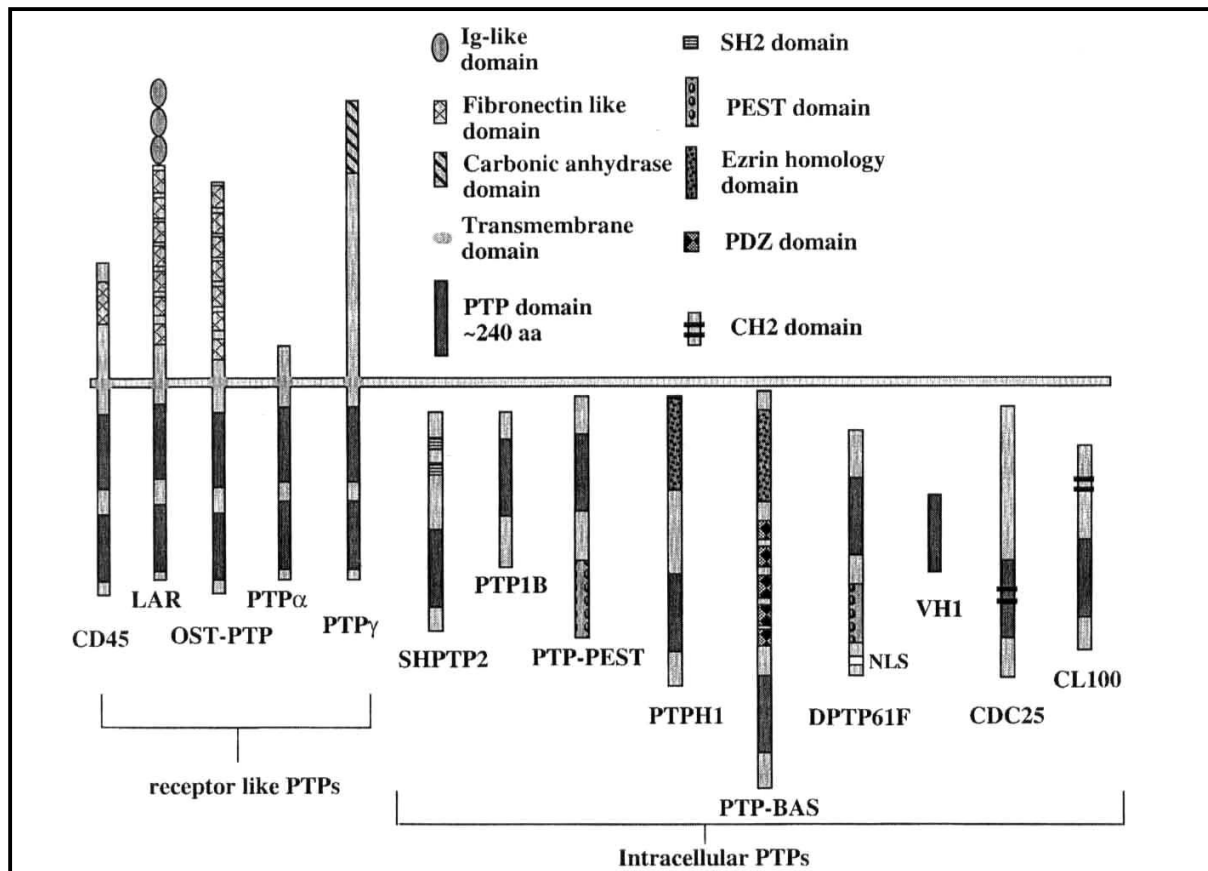 Ig-like
domain
Fibronectin like
domain
Carbonic anhydrase
domain
Transmembrane
domain
PTP domain
~240 aa
SH2 domain
PEST domain
Ezrin homology
domain
PDZ domain
CH2 domain
CD45
LAR
OST-PTP
PTPα
PTPγ
SHPTP2
PTP1B
PTP-PEST
PTPH1
PTP-BAS
DPTP61F
NLS
VH1
CDC25
CL100
receptor like PTPs
Intracellular PTPs